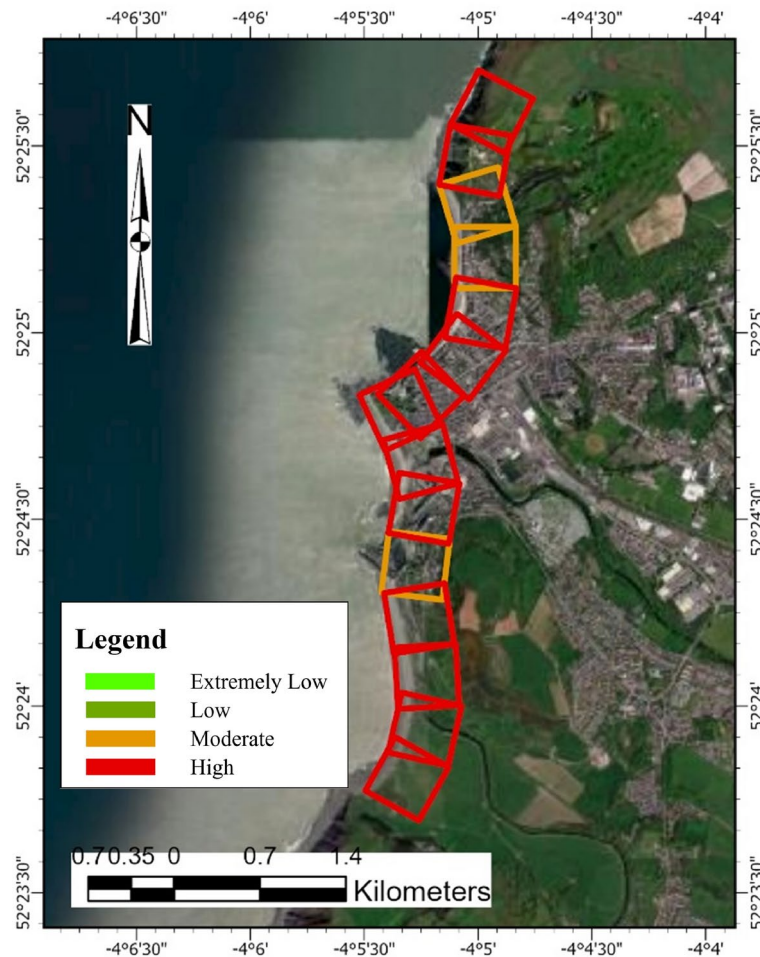 -4°6'30" -4°6' -4°5'30" -4°5' -4°4'30" -4°4'
N
52°25'30" 52°25'30"
52°25' 52°25'
52°24'30" 52°24'30"
Legend
Extremely Low
Low
Moderate
High
52°24' 52°24'
0.7 0.35 0 0.7 1.4
Kilometers
52°23'30" 52°23'30"
-4°6'30" -4°6' -4°5'30" -4°5' -4°4'30" -4°4'